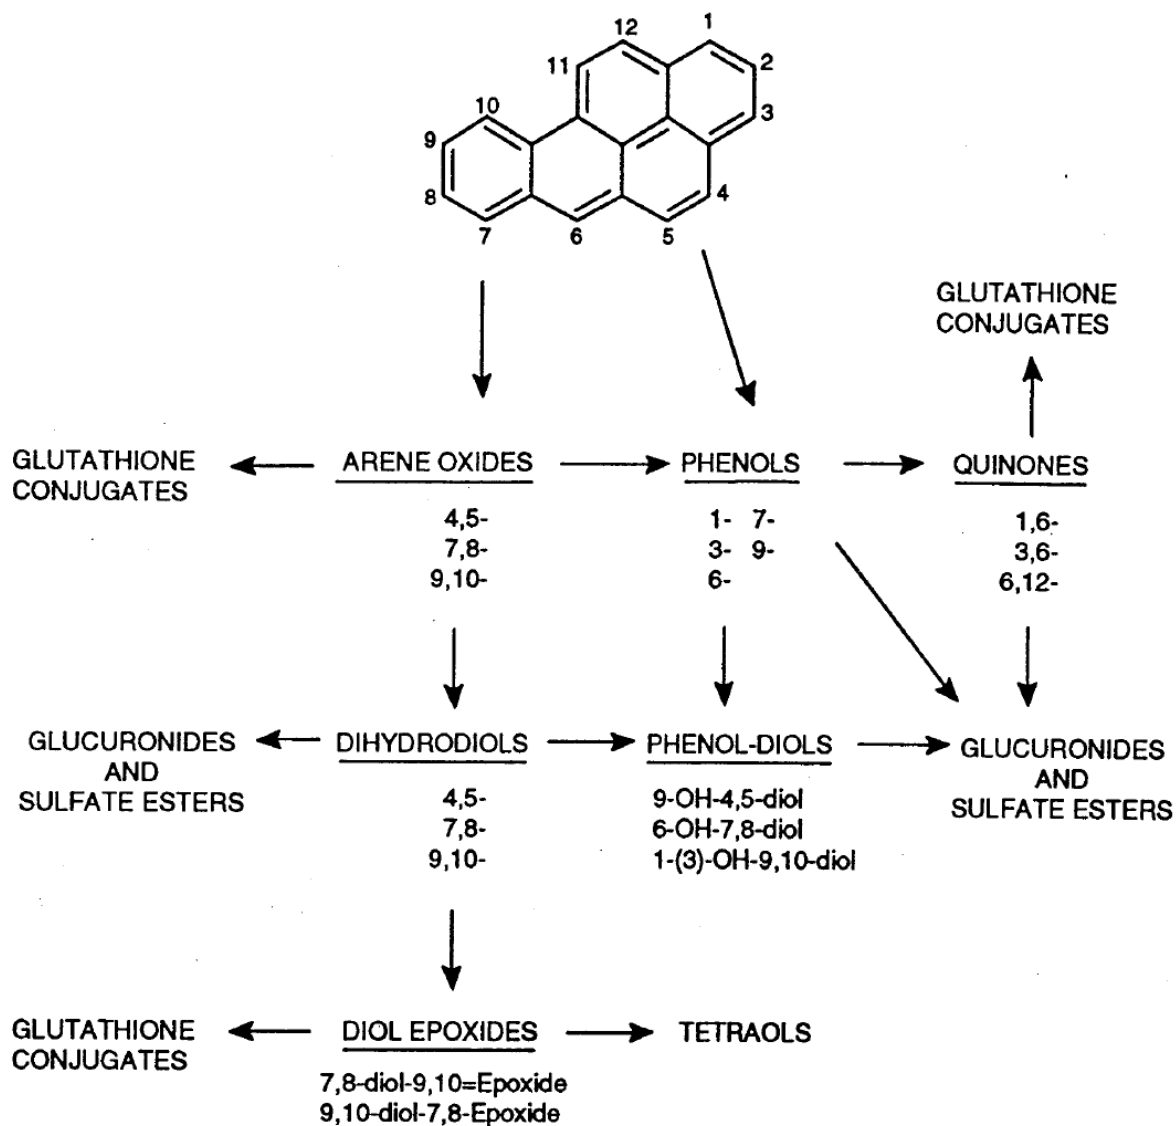 12
1
11
2
10
3
9
8
4
7
6
5
GLUTATHIONE
CONJUGATES
GLUTATHIONE
CONJUGATES
ARENE OXIDES
PHENOLS
QUINONES
4,5-
7,8-
9,10-
1- 7-
3- 9-
6-
1,6-
3,6-
6,12-
GLUCURONIDES
AND
SULFATE ESTERS
DIHYDRODIOLS
PHENOL-DIOLS
GLUCURONIDES
AND
SULFATE ESTERS
4,5-
7,8-
9,10-
9-OH-4,5-diol
6-OH-7,8-diol
1-(3)-OH-9,10-diol
GLUTATHIONE
CONJUGATES
DIOL EPOXIDES
TETRAOLS
7,8-diol-9,10=Epoxide
9,10-diol-7,8-Epoxide